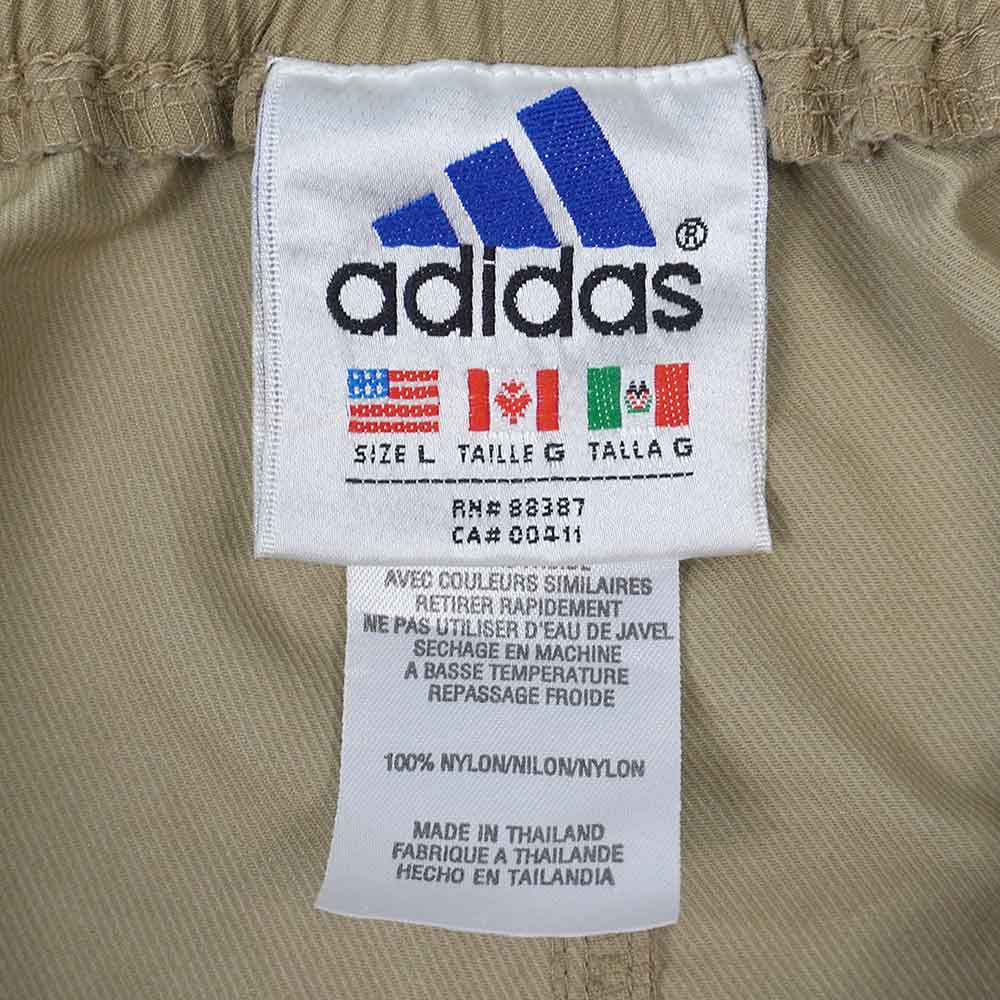 adidas®
SIZE L TAILLE G TALLA G
RN# 88387
CA# 00411
AVEC COULEURS SIMILAIRES
RETIRER RAPIDEMENT
NE PAS UTILISER D'EAU DE JAVEL
SECHAGE EN MACHINE
A BASSE TEMPERATURE
REPASSAGE FROIDE
100% NYLON/NILON/NYLON
MADE IN THAILAND
FABRIQUE A THAILANDE
HECHO EN TAILANDIA